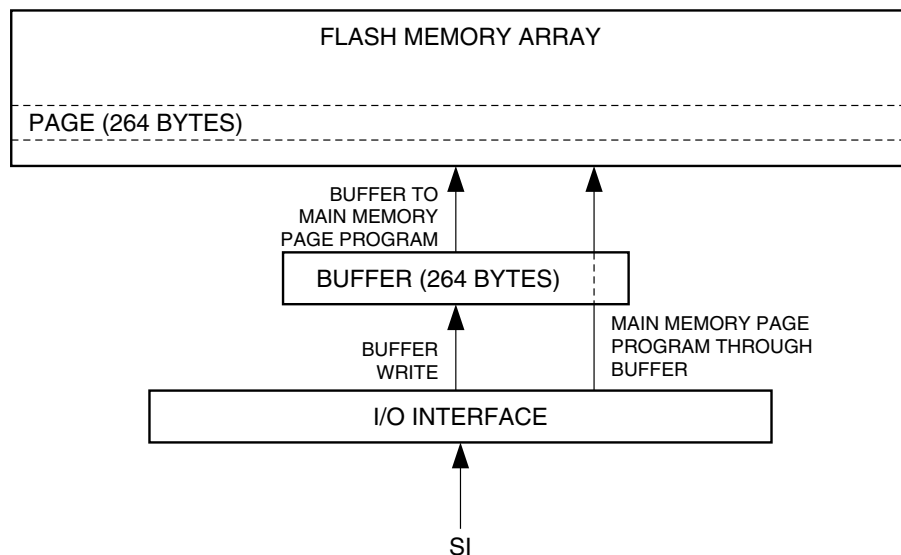 FLASH MEMORY ARRAY
PAGE (264 BYTES)
BUFFER TO
MAIN MEMORY
PAGE PROGRAM
BUFFER (264 BYTES)
MAIN MEMORY PAGE
PROGRAM THROUGH
BUFFER
BUFFER
WRITE
I/O INTERFACE
SI